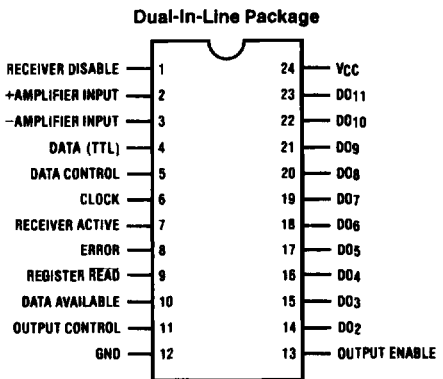 Dual-In-Line Package
RECEIVER DISABLE 1 24 VCC
+AMPLIFIER INPUT 2 23 DO11
−AMPLIFIER INPUT 3 22 DO10
DATA (TTL) 4 21 DO9
DATA CONTROL 5 20 DO8
CLOCK 6 19 DO7
RECEIVER ACTIVE 7 18 DO6
ERROR 8 17 DO5
REGISTER R̅E̅A̅D̅ 9 16 DO4
DATA AVAILABLE 10 15 DO3
OUTPUT CONTROL 11 14 DO2
GND 12 13 OUTPUT ENABLE